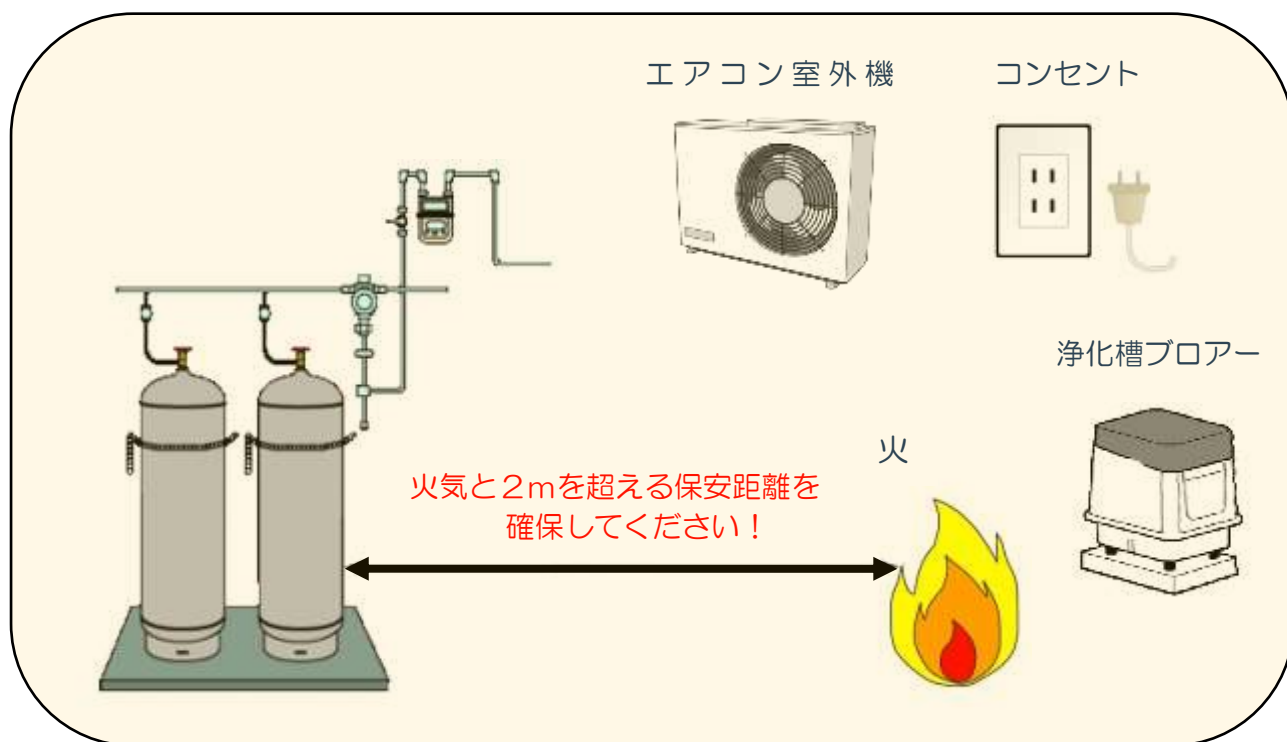 エアコン室外機
コンセント
浄化槽ブロアー
火
火気と2mを超える保安距離を
確保してください!